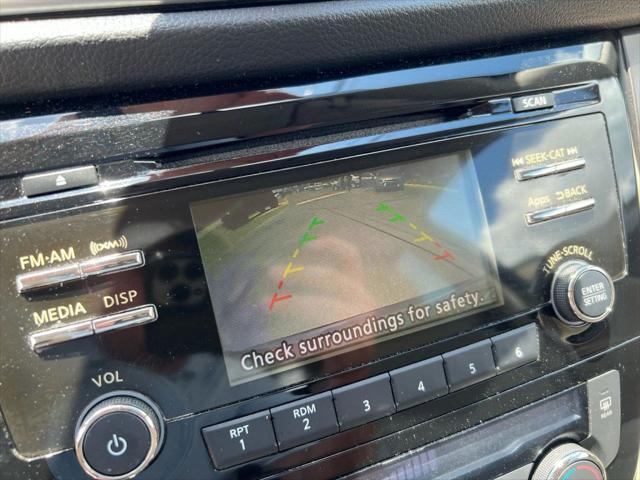 SCAN
SEEK·CAT
Apps BACK
FM·AM (((XM)))
MEDIA DISP
TUNE·SCROLL
ENTER
SETTING
Check surroundings for safety.
VOL
RPT
1
RDM
2
3
4
5
6
REAR